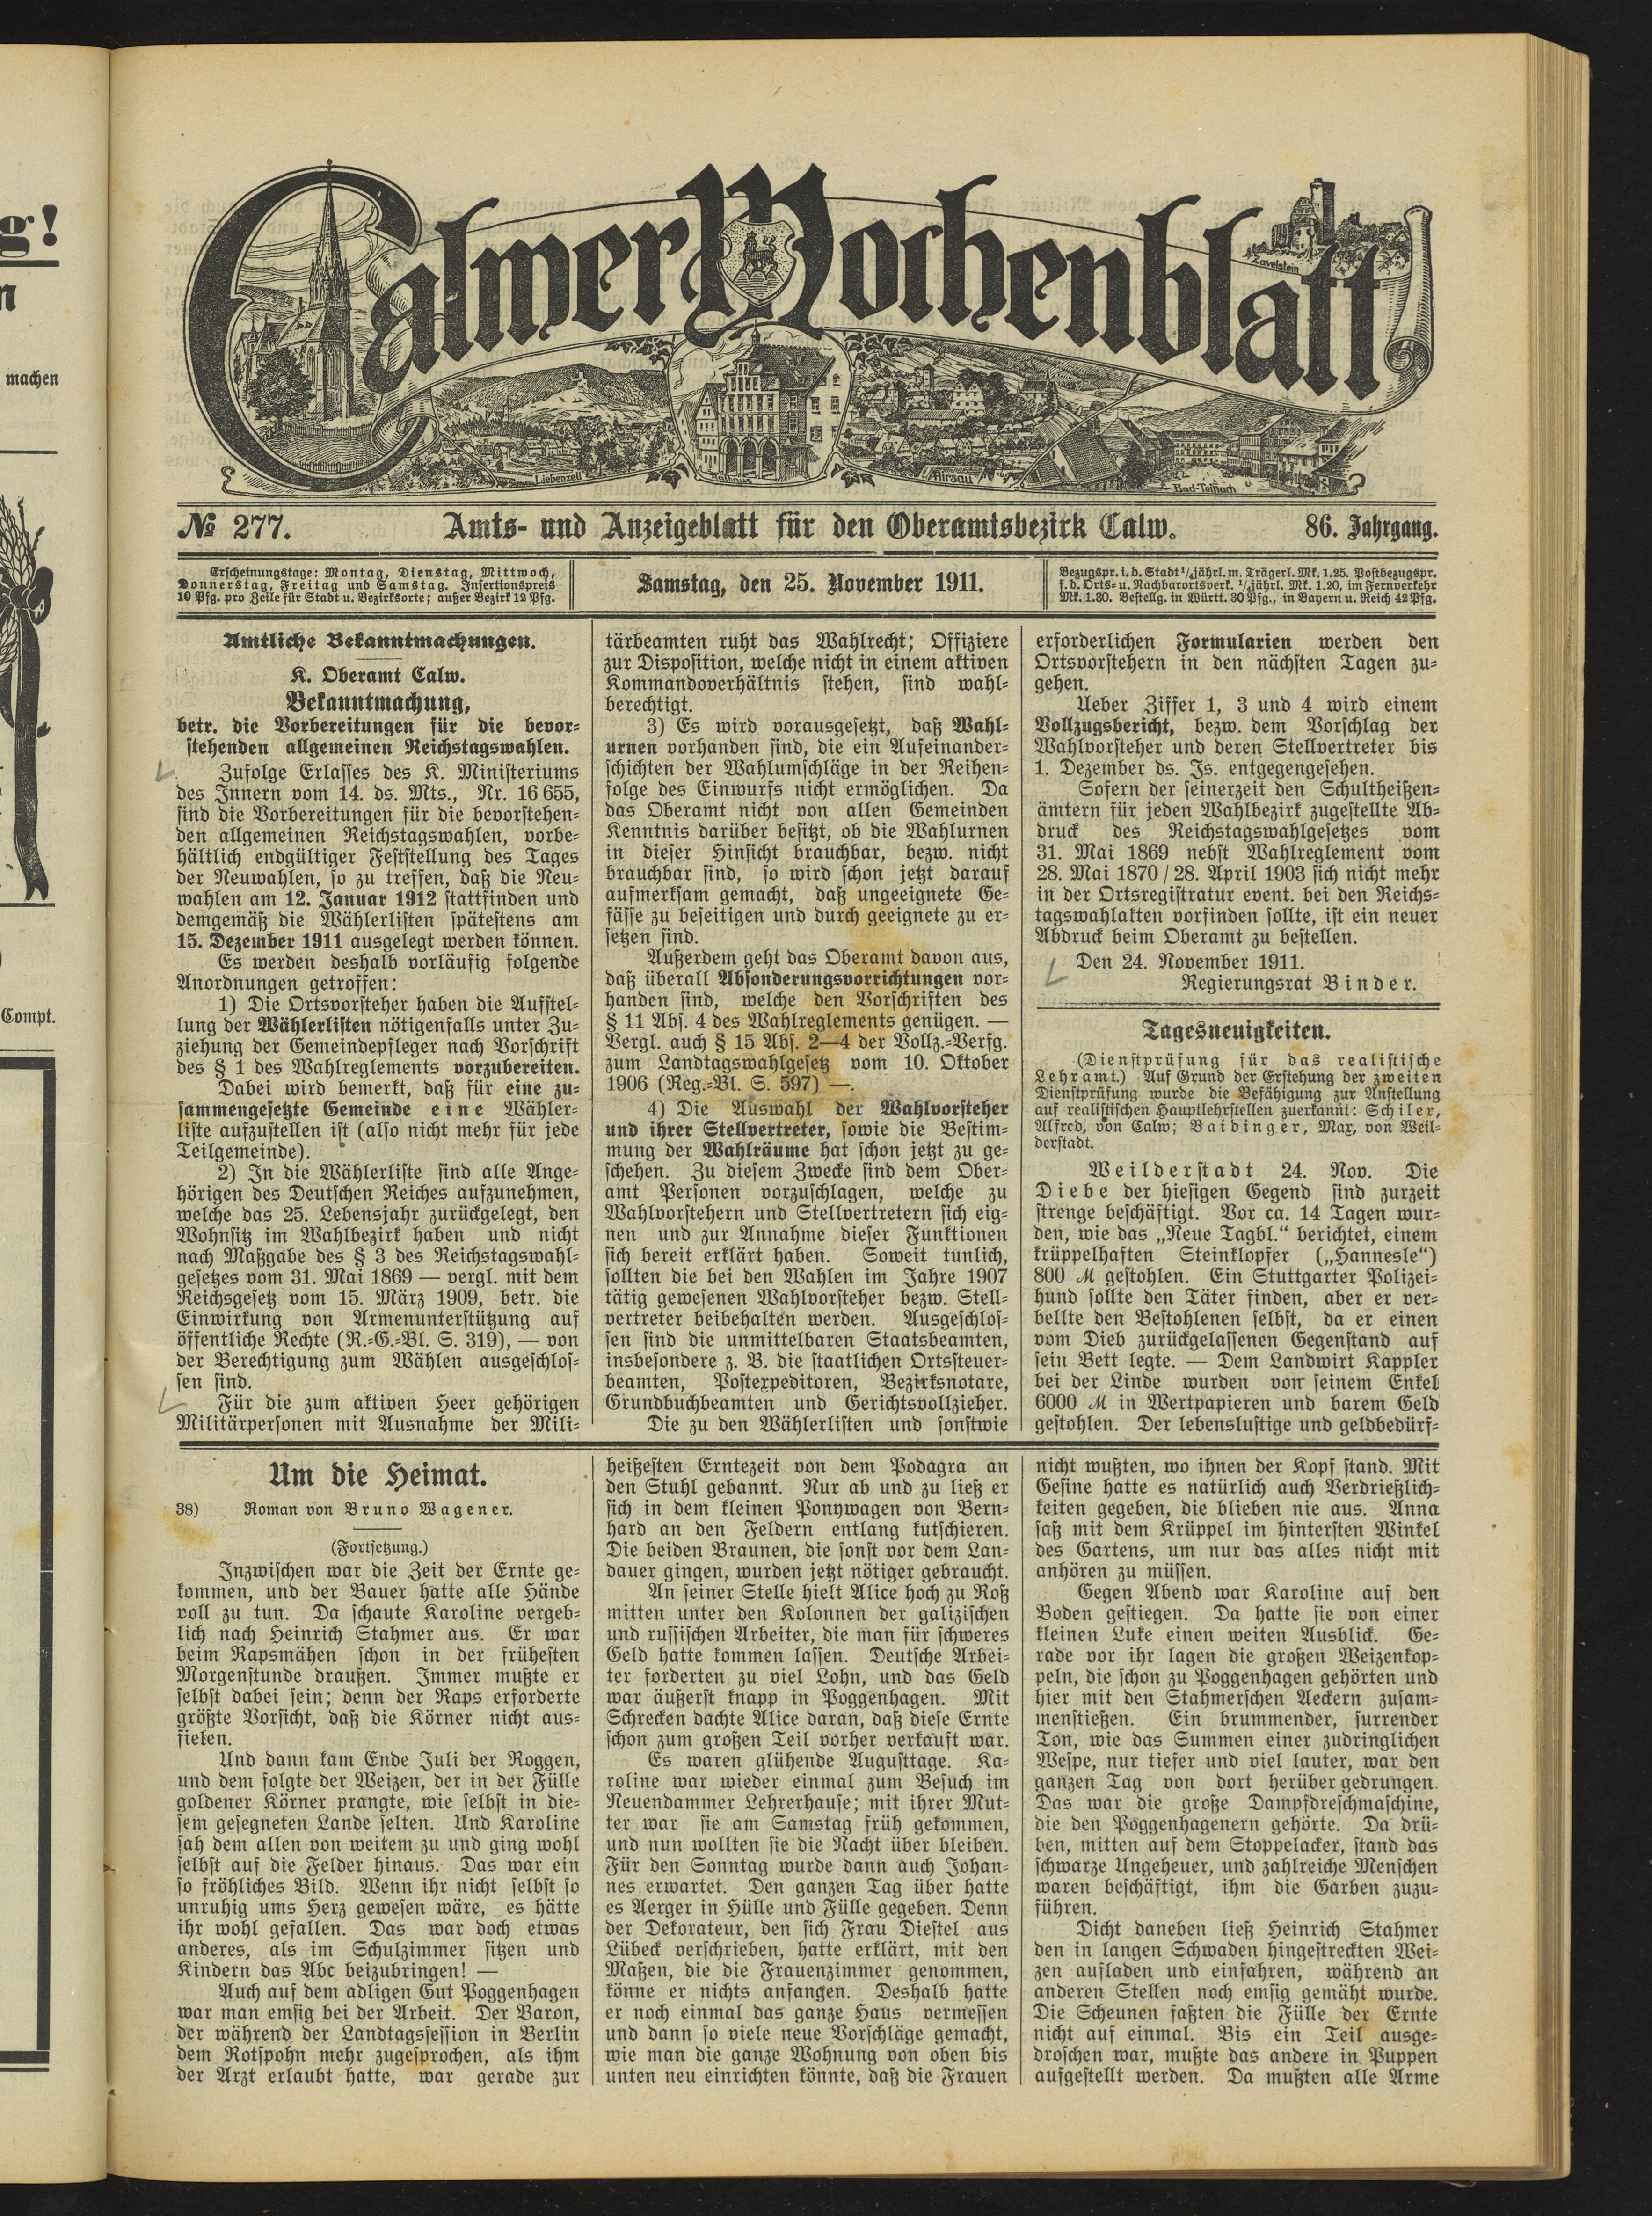 g!
n
machen
Compt.
Calwer Wochenblatt
Zavelstein
Liebenzell
Rathaus
Hirsau
Bad-Teinach
№ 277.
Amts- und Anzeigeblatt für den Oberamtsbezirk Calw.
86. Jahrgang.
Erscheinungstage: Montag, Dienstag, Mittwoch,
Donnerstag, Freitag und Samstag. Insertionspreis
10 Pfg. pro Zeile für Stadt u. Bezirksorte; außer Bezirk 12 Pfg.
Samstag, den 25. November 1911.
Bezugspr. i. d. Stadt ¼jährl. m. Trägerl. Mk. 1.25. Postbezugspr.
f. d. Orts- u. Nachbarortsverk. ¼jährl. Mk. 1.20, im Fernverkehr
Mk. 1.30. Bestellg. in Württ. 30 Pfg., in Bayern u. Reich 42 Pfg.
Amtliche Bekanntmachungen.
K. Oberamt Calw.
Bekanntmachung,
betr. die Vorbereitungen für die bevor-
stehenden allgemeinen Reichstagswahlen.
Zufolge Erlasses des K. Ministeriums
des Innern vom 14. ds. Mts., Nr. 16 655,
sind die Vorbereitungen für die bevorstehen-
den allgemeinen Reichstagswahlen, vorbe-
hältlich endgültiger Feststellung des Tages
der Neuwahlen, so zu treffen, daß die Neu-
wahlen am 12. Januar 1912 stattfinden und
demgemäß die Wählerlisten spätestens am
15. Dezember 1911 ausgelegt werden können.
Es werden deshalb vorläufig folgende
Anordnungen getroffen:
1) Die Ortsvorsteher haben die Aufstel-
lung der Wählerlisten nötigenfalls unter Zu-
ziehung der Gemeindepfleger nach Vorschrift
des § 1 des Wahlreglements vorzubereiten.
Dabei wird bemerkt, daß für eine zu-
sammengesetzte Gemeinde eine Wähler-
liste aufzustellen ist (also nicht mehr für jede
Teilgemeinde).
2) In die Wählerliste sind alle Ange-
hörigen des Deutschen Reiches aufzunehmen,
welche das 25. Lebensjahr zurückgelegt, den
Wohnsitz im Wahlbezirk haben und nicht
nach Maßgabe des § 3 des Reichstagswahl-
gesetzes vom 31. Mai 1869 — vergl. mit dem
Reichsgesetz vom 15. März 1909, betr. die
Einwirkung von Armenunterstützung auf
öffentliche Rechte (R.-G.-Bl. S. 319), — von
der Berechtigung zum Wählen ausgeschlos-
sen sind.
Für die zum aktiven Heer gehörigen
Militärpersonen mit Ausnahme der Mili-
tärbeamten ruht das Wahlrecht; Offiziere
zur Disposition, welche nicht in einem aktiven
Kommandoverhältnis stehen, sind wahl-
berechtigt.
3) Es wird vorausgesetzt, daß Wahl-
urnen vorhanden sind, die ein Aufeinander-
schichten der Wahlumschläge in der Reihen-
folge des Einwurfs nicht ermöglichen. Da
das Oberamt nicht von allen Gemeinden
Kenntnis darüber besitzt, ob die Wahlurnen
in dieser Hinsicht brauchbar, bezw. nicht
brauchbar sind, so wird schon jetzt darauf
aufmerksam gemacht, daß ungeeignete Ge-
fässe zu beseitigen und durch geeignete zu er-
setzen sind.
Außerdem geht das Oberamt davon aus,
daß überall Absonderungsvorrichtungen vor-
handen sind, welche den Vorschriften des
§ 11 Abs. 4 des Wahlreglements genügen. —
Vergl. auch § 15 Abs. 2—4 der Vollz.-Verfg.
zum Landtagswahlgesetz vom 10. Oktober
1906 (Reg.-Bl. S. 597) —.
4) Die Auswahl der Wahlvorsteher
und ihrer Stellvertreter, sowie die Bestim-
mung der Wahlräume hat schon jetzt zu ge-
schehen. Zu diesem Zwecke sind dem Ober-
amt Personen vorzuschlagen, welche zu
Wahlvorstehern und Stellvertretern sich eig-
nen und zur Annahme dieser Funktionen
sich bereit erklärt haben. Soweit tunlich,
sollten die bei den Wahlen im Jahre 1907
tätig gewesenen Wahlvorsteher bezw. Stell-
vertreter beibehalten werden. Ausgeschlos-
sen sind die unmittelbaren Staatsbeamten,
insbesondere z. B. die staatlichen Ortssteuer-
beamten, Postexpeditoren, Bezirksnotare,
Grundbuchbeamten und Gerichtsvollzieher.
Die zu den Wählerlisten und sonstwie
erforderlichen Formularien werden den
Ortsvorstehern in den nächsten Tagen zu-
gehen.
Ueber Ziffer 1, 3 und 4 wird einem
Vollzugsbericht, bezw. dem Vorschlag der
Wahlvorsteher und deren Stellvertreter bis
1. Dezember ds. Js. entgegengesehen.
Sofern der seinerzeit den Schultheißen-
ämtern für jeden Wahlbezirk zugestellte Ab-
druck des Reichstagswahlgesetzes vom
31. Mai 1869 nebst Wahlreglement vom
28. Mai 1870 / 28. April 1903 sich nicht mehr
in der Ortsregistratur event. bei den Reichs-
tagswahlakten vorfinden sollte, ist ein neuer
Abdruck beim Oberamt zu bestellen.
Den 24. November 1911.
Regierungsrat Binder.
Tagesneuigkeiten.
(Dienstprüfung für das realistische
Lehramt.) Auf Grund der Erstehung der zweiten
Dienstprüfung wurde die Befähigung zur Anstellung
auf realistischen Hauptlehrstellen zuerkannt: Schiler,
Alfred, von Calw; Baidinger, Max, von Weil-
derstadt.
Weilderstadt 24. Nov. Die
Diebe der hiesigen Gegend sind zurzeit
strenge beschäftigt. Vor ca. 14 Tagen wur-
den, wie das „Neue Tagbl.“ berichtet, einem
krüppelhaften Steinklopfer („Hannesle“)
800 M gestohlen. Ein Stuttgarter Polizei-
hund sollte den Täter finden, aber er ver-
bellte den Bestohlenen selbst, da er einen
vom Dieb zurückgelassenen Gegenstand auf
sein Bett legte. — Dem Landwirt Kappler
bei der Linde wurden von seinem Enkel
6000 M in Wertpapieren und barem Geld
gestohlen. Der lebenslustige und geldbedürf-
Um die Heimat.
38) Roman von Bruno Wagener.
(Fortsetzung.)
Inzwischen war die Zeit der Ernte ge-
kommen, und der Bauer hatte alle Hände
voll zu tun. Da schaute Karoline vergeb-
lich nach Heinrich Stahmer aus. Er war
beim Rapsmähen schon in der frühesten
Morgenstunde draußen. Immer mußte er
selbst dabei sein; denn der Raps erforderte
größte Vorsicht, daß die Körner nicht aus-
fielen.
Und dann kam Ende Juli der Roggen,
und dem folgte der Weizen, der in der Fülle
goldener Körner prangte, wie selbst in die-
sem gesegneten Lande selten. Und Karoline
sah dem allen von weitem zu und ging wohl
selbst auf die Felder hinaus. Das war ein
so fröhliches Bild. Wenn ihr nicht selbst so
unruhig ums Herz gewesen wäre, es hätte
ihr wohl gefallen. Das war doch etwas
anderes, als im Schulzimmer sitzen und
Kindern das Abc beizubringen! —
Auch auf dem adligen Gut Poggenhagen
war man emsig bei der Arbeit. Der Baron,
der während der Landtagssession in Berlin
dem Rotspohn mehr zugesprochen, als ihm
der Arzt erlaubt hatte, war gerade zur
heißesten Erntezeit von dem Podagra an
den Stuhl gebannt. Nur ab und zu ließ er
sich in dem kleinen Ponywagen von Bern-
hard an den Feldern entlang kutschieren.
Die beiden Braunen, die sonst vor dem Lan-
dauer gingen, wurden jetzt nötiger gebraucht.
An seiner Stelle hielt Alice hoch zu Roß
mitten unter den Kolonnen der galizischen
und russischen Arbeiter, die man für schweres
Geld hatte kommen lassen. Deutsche Arbei-
ter forderten zu viel Lohn, und das Geld
war äußerst knapp in Poggenhagen. Mit
Schrecken dachte Alice daran, daß diese Ernte
schon zum großen Teil vorher verkauft war.
Es waren glühende Augusttage. Ka-
roline war wieder einmal zum Besuch im
Neuendammer Lehrerhause; mit ihrer Mut-
ter war sie am Samstag früh gekommen,
und nun wollten sie die Nacht über bleiben.
Für den Sonntag wurde dann auch Johan-
nes erwartet. Den ganzen Tag über hatte
es Aerger in Hülle und Fülle gegeben. Denn
der Dekorateur, den sich Frau Diestel aus
Lübeck verschrieben, hatte erklärt, mit den
Maßen, die die Frauenzimmer genommen,
könne er nichts anfangen. Deshalb hatte
er noch einmal das ganze Haus vermessen
und dann so viele neue Vorschläge gemacht,
wie man die ganze Wohnung von oben bis
unten neu einrichten könnte, daß die Frauen
nicht wußten, wo ihnen der Kopf stand. Mit
Gesine hatte es natürlich auch Verdrießlich-
keiten gegeben, die blieben nie aus. Anna
saß mit dem Krüppel im hintersten Winkel
des Gartens, um nur das alles nicht mit
anhören zu müssen.
Gegen Abend war Karoline auf den
Boden gestiegen. Da hatte sie von einer
kleinen Luke einen weiten Ausblick. Ge-
rade vor ihr lagen die großen Weizenkop-
peln, die schon zu Poggenhagen gehörten und
hier mit den Stahmerschen Aeckern zusam-
menstießen. Ein brummender, surrender
Ton, wie das Summen einer zudringlichen
Wespe, nur tiefer und viel lauter, war den
ganzen Tag von dort herüber gedrungen.
Das war die große Dampfdreschmaschine,
die den Poggenhagenern gehörte. Da drü-
ben, mitten auf dem Stoppelacker, stand das
schwarze Ungeheuer, und zahlreiche Menschen
waren beschäftigt, ihm die Garben zuzu-
führen.
Dicht daneben ließ Heinrich Stahmer
den in langen Schwaden hingestreckten Wei-
zen aufladen und einfahren, während an
anderen Stellen noch emsig gemäht wurde.
Die Scheunen faßten die Fülle der Ernte
nicht auf einmal. Bis ein Teil ausge-
droschen war, mußte das andere in Puppen
aufgestellt werden. Da mußten alle Arme